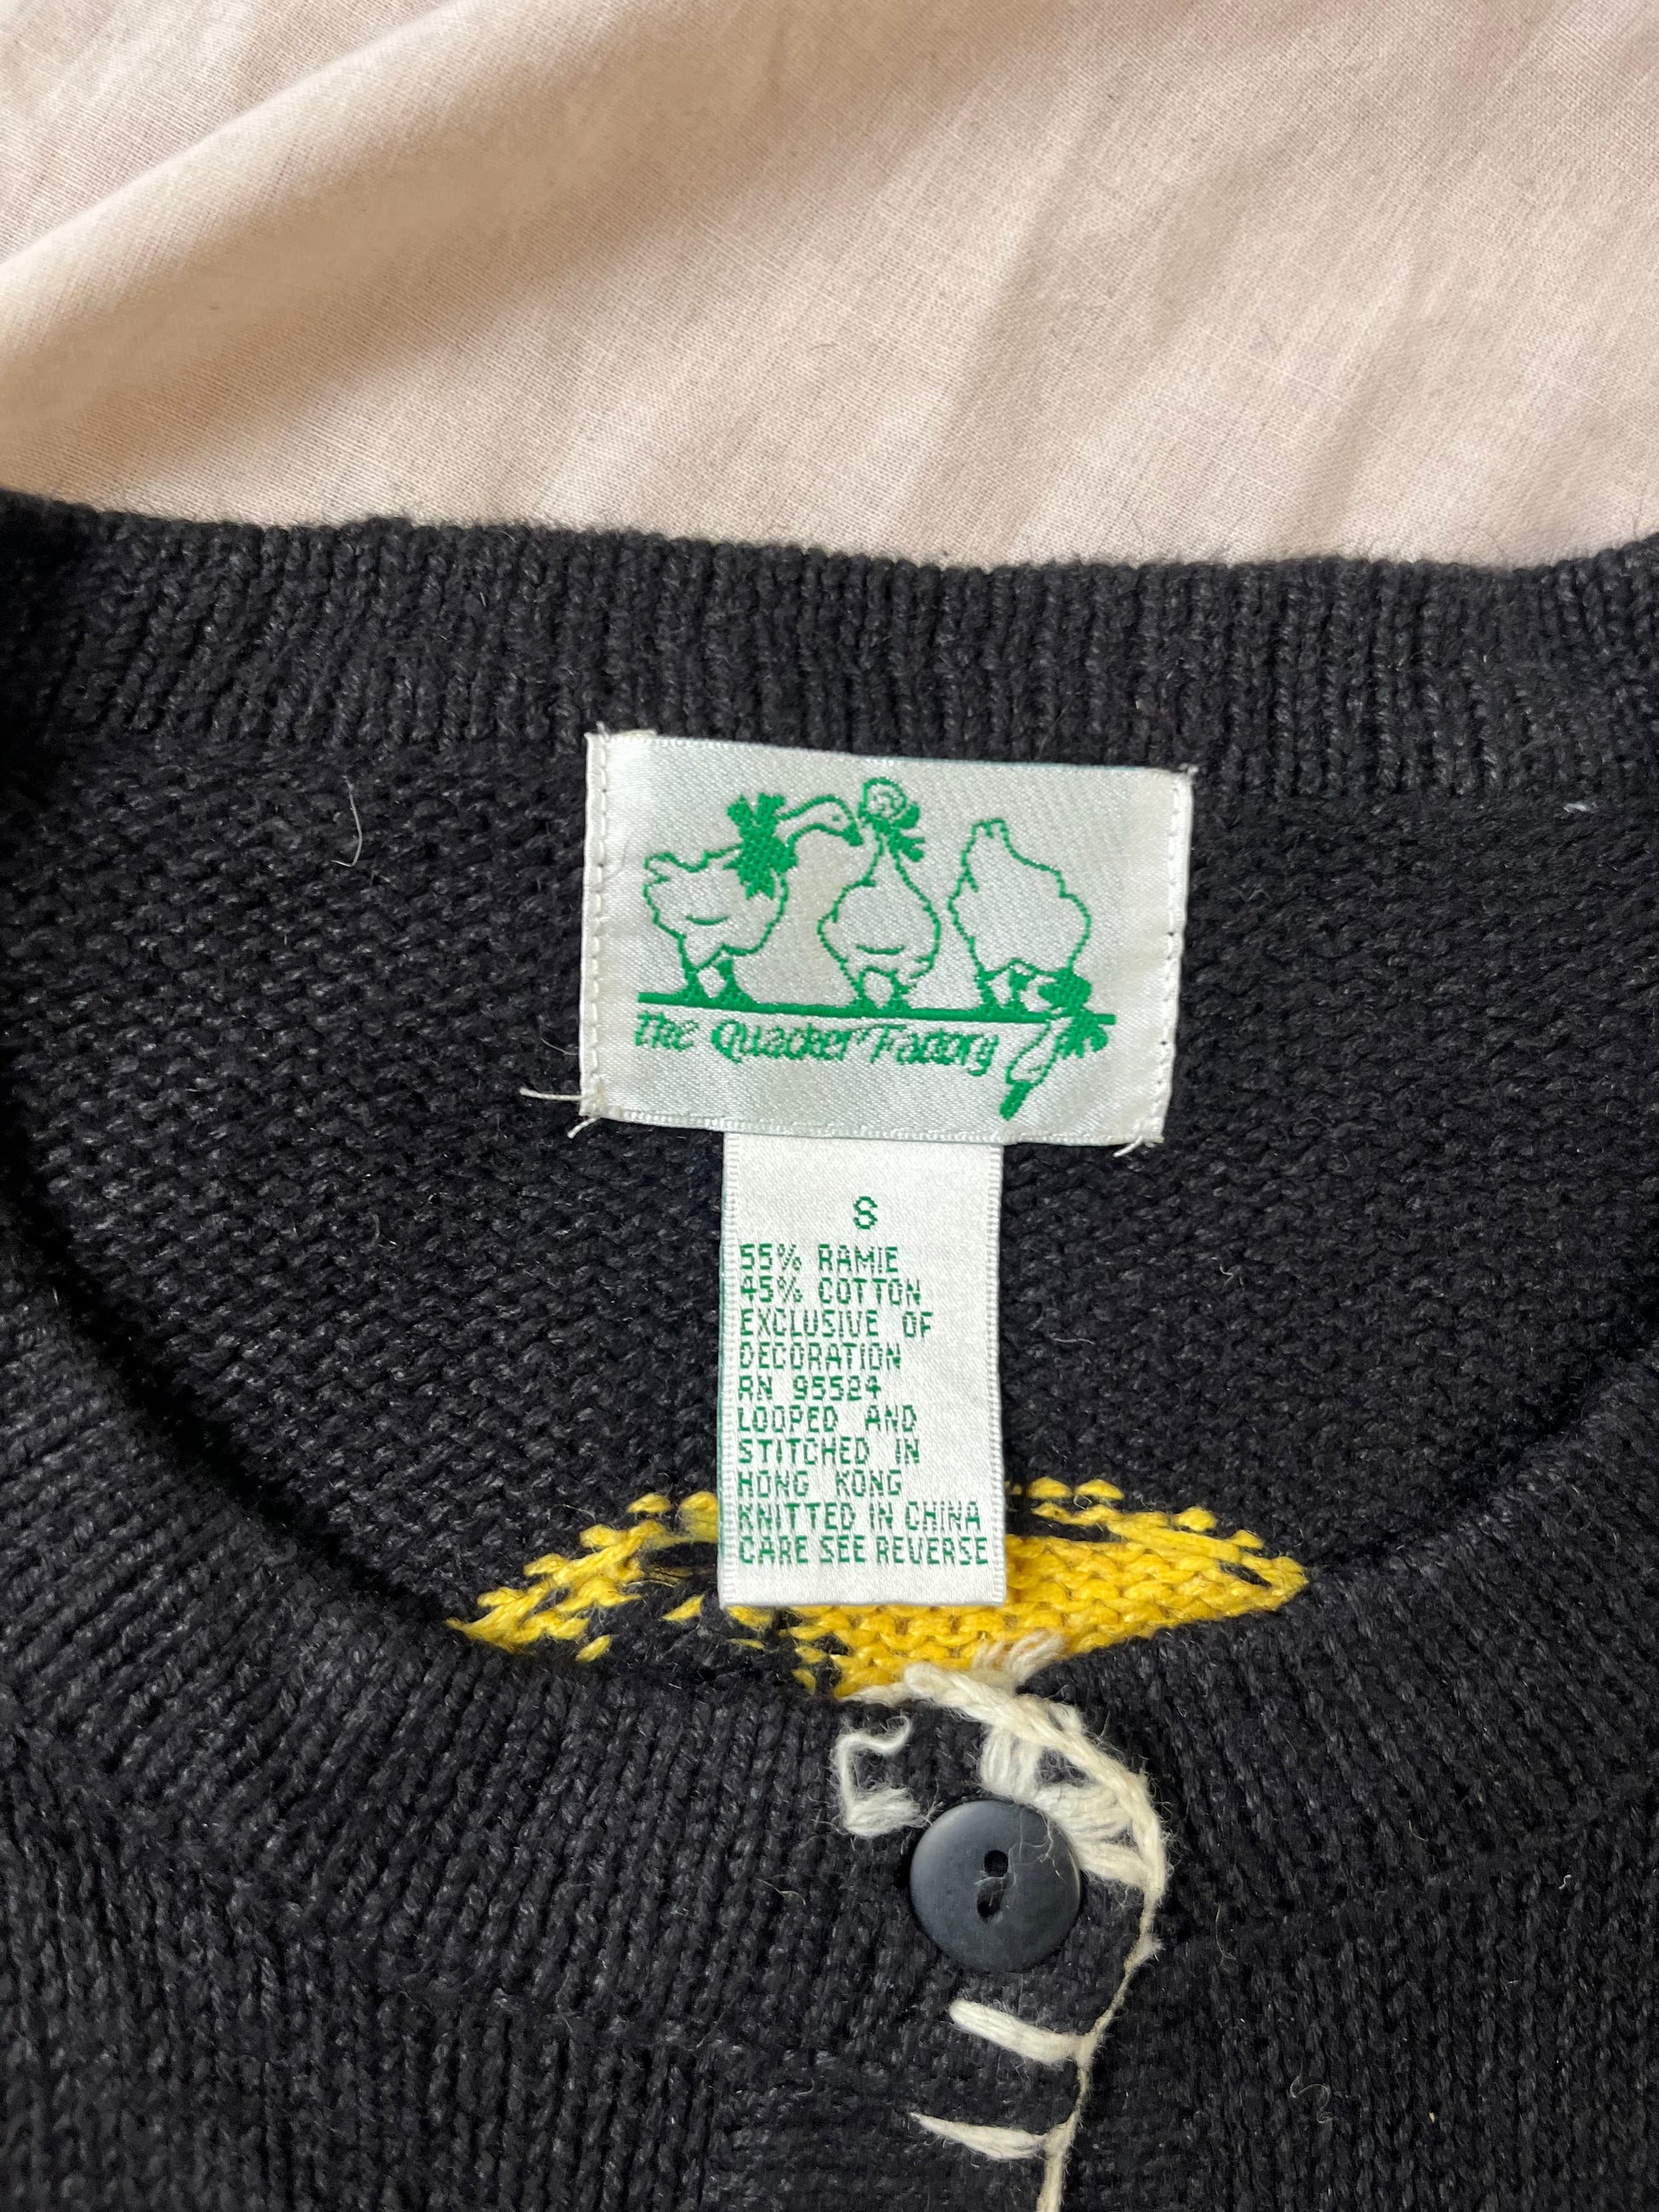 The Quacker Factory
S
55% RAMIE
45% COTTON
EXCLUSIVE OF
DECORATION
RN 95524
LOOPED AND
STITCHED IN
HONG KONG
KNITTED IN CHINA
CARE SEE REVERSE